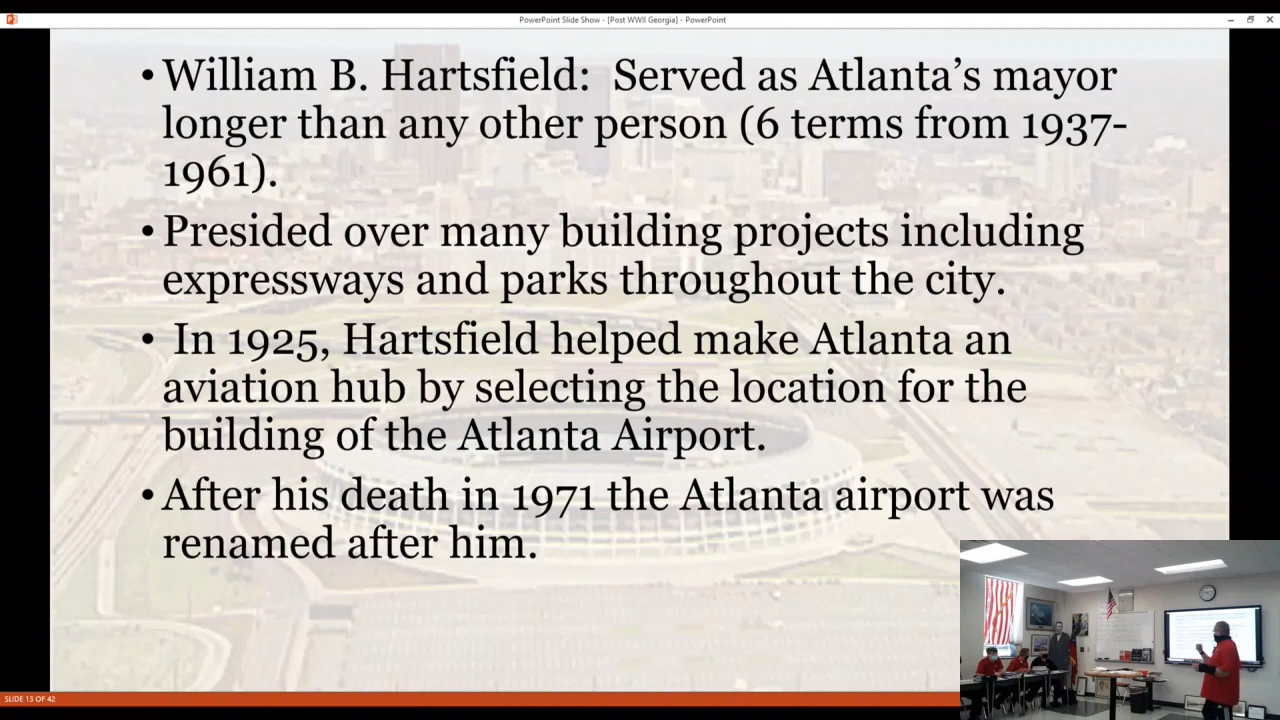 PowerPoint Slide Show - [Post WWII Georgia] - PowerPoint
• William B. Hartsfield:  Served as Atlanta’s mayor
longer than any other person (6 terms from 1937-
1961).
• Presided over many building projects including
expressways and parks throughout the city.
•  In 1925, Hartsfield helped make Atlanta an
aviation hub by selecting the location for the
building of the Atlanta Airport.
• After his death in 1971 the Atlanta airport was
renamed after him.
SLIDE 13 OF 42